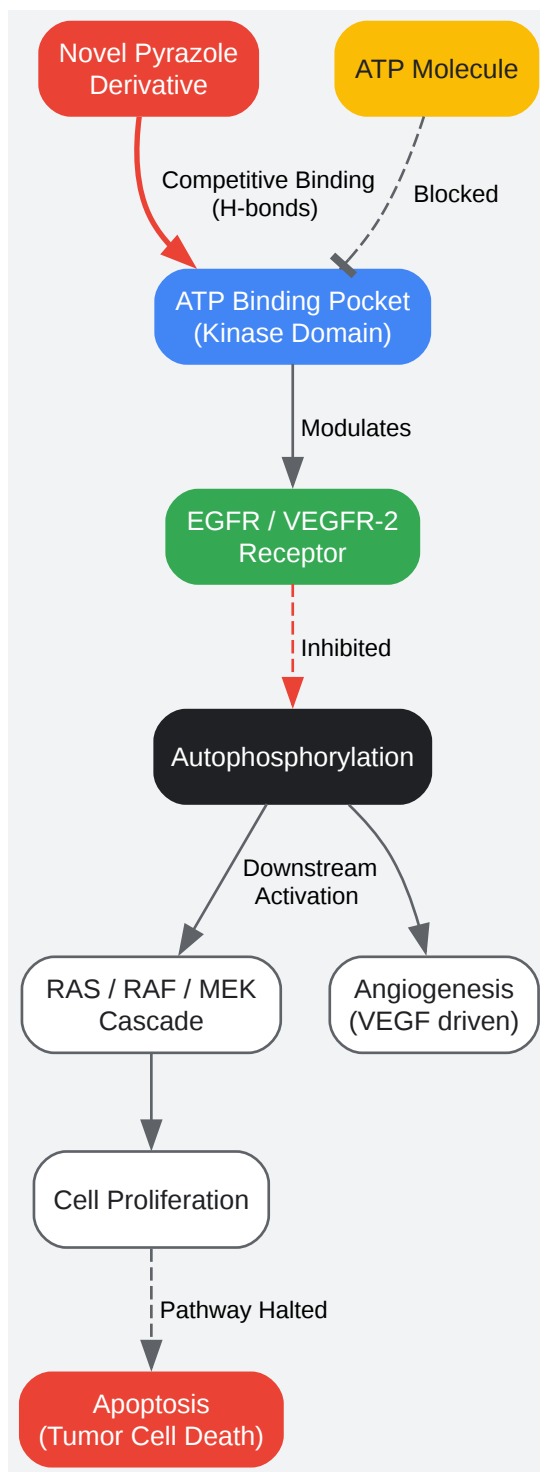 Novel Pyrazole
Derivative
ATP Molecule
Competitive Binding
(H-bonds)
Blocked
ATP Binding Pocket
(Kinase Domain)
Modulates
EGFR / VEGFR-2
Receptor
Inhibited
Autophosphorylation
Downstream
Activation
RAS / RAF / MEK
Cascade
Angiogenesis
(VEGF driven)
Cell Proliferation
Pathway Halted
Apoptosis
(Tumor Cell Death)